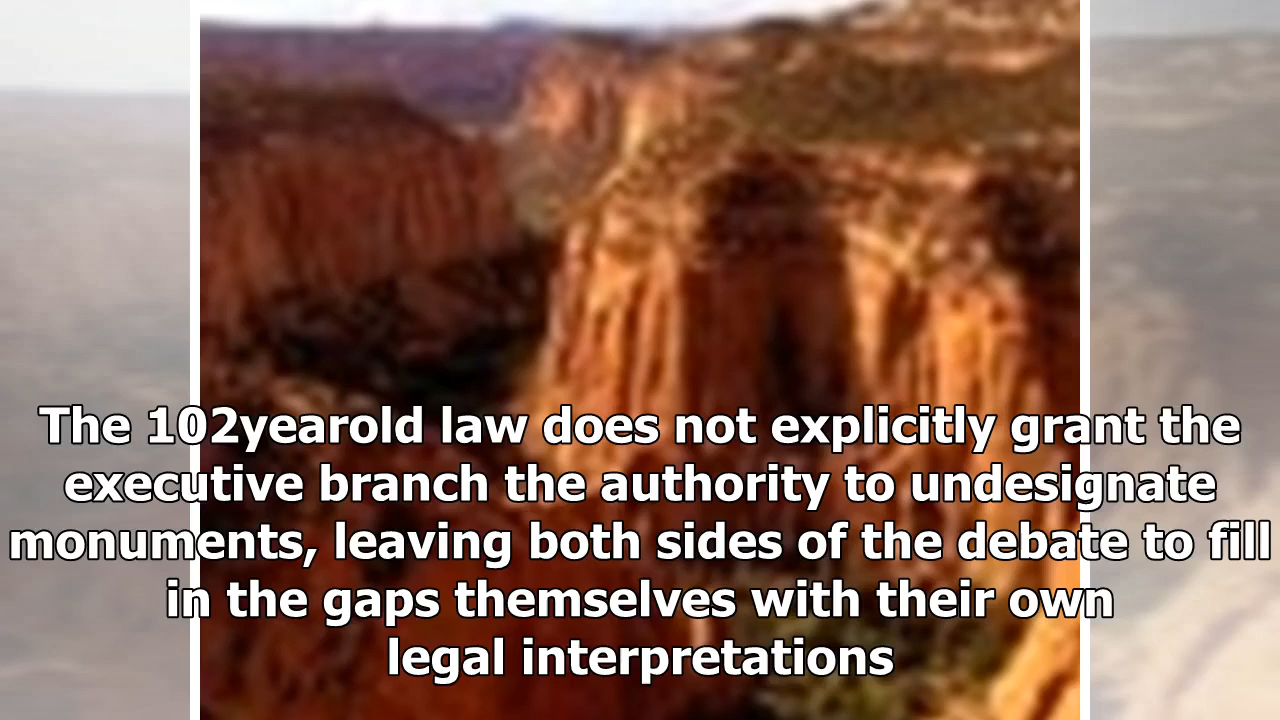 The 102yearold law does not explicitly grant the
executive branch the authority to undesignate
monuments, leaving both sides of the debate to fill
in the gaps themselves with their own
legal interpretations